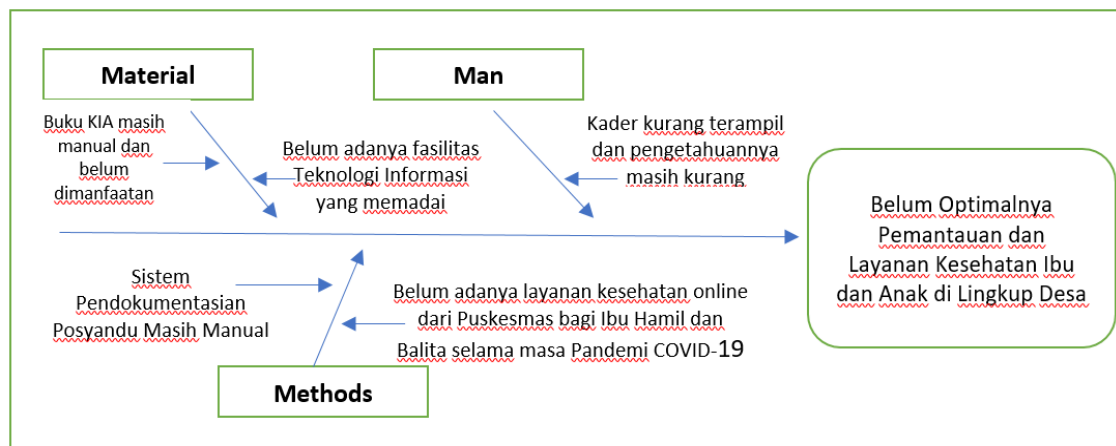 Material
Man
Buku KIA masih
manual dan
belum
dimanfaatan
Belum adanya fasilitas
Teknologi Informasi
yang memadai
Kader kurang terampil
dan pengetahuannya
masih kurang
Belum Optimalnya
Pemantauan dan
Layanan Kesehatan Ibu
dan Anak di Lingkup Desa
Sistem
Pendokumentasian
Posyandu Masih Manual
Belum adanya layanan kesehatan online
dari Puskesmas bagi Ibu Hamil dan
Balita selama masa Pandemi COVID-19
Methods